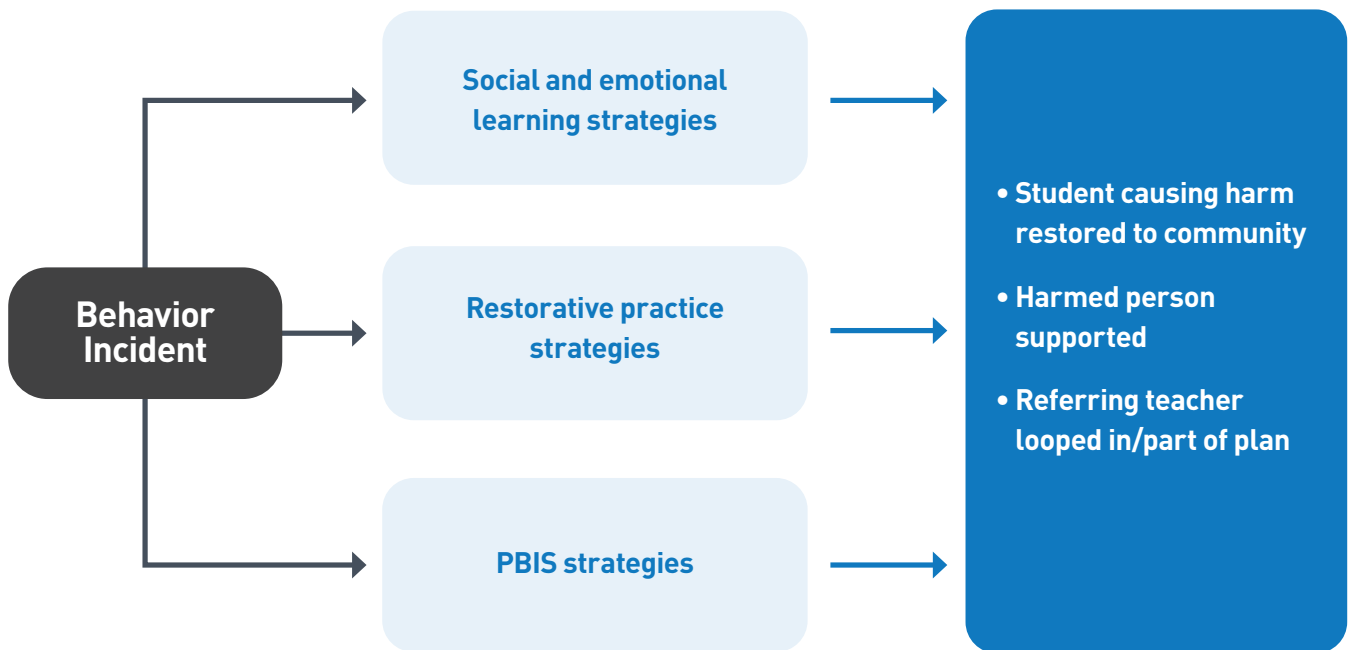 Social and emotional
learning strategies
Behavior
Incident
Restorative practice
strategies
PBIS strategies
• Student causing harm
restored to community
• Harmed person
supported
• Referring teacher
looped in/part of plan